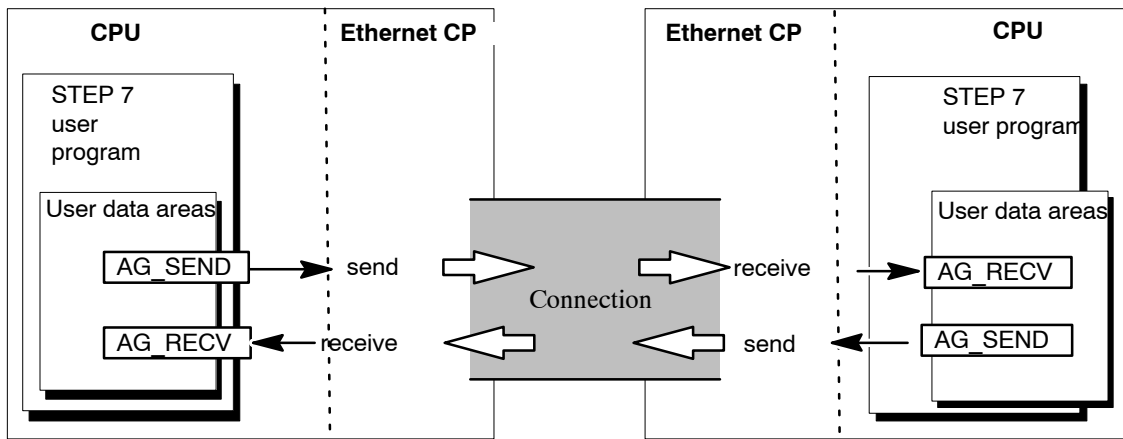 CPU
Ethernet CP
Ethernet CP
CPU
STEP 7
user
program
User data areas
AG_SEND
send
AG_RECV
receive
Connection
STEP 7
user program
User data areas
receive
AG_RECV
send
AG_SEND